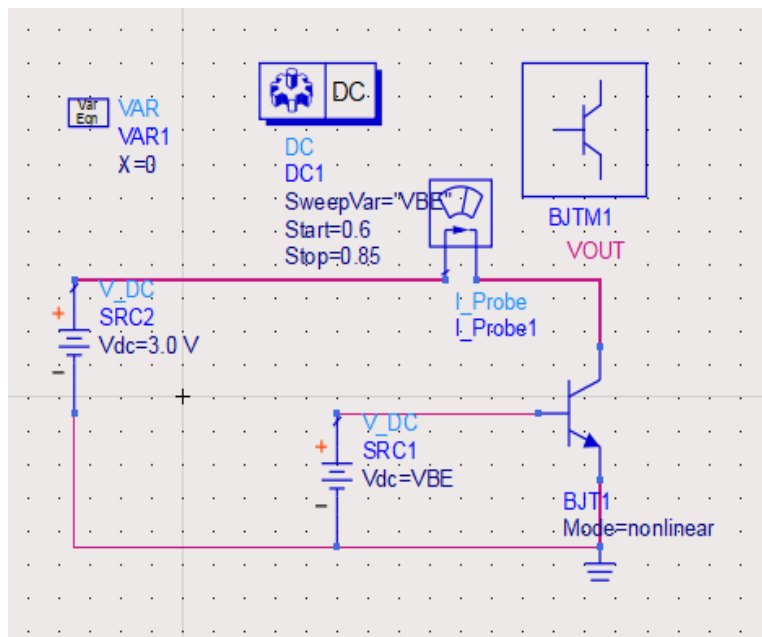 Var
Eqn
VAR
VAR1
X=0
DC
DC
DC1
SweepVar="VBE"
Start=0.6
Stop=0.85
BJTM1
VOUT
I_Probe
I_Probe1
+
V_DC
SRC2
Vdc=3.0 V
-
+
V_DC
SRC1
Vdc=VBE
-
BJT1
Mode=nonlinear